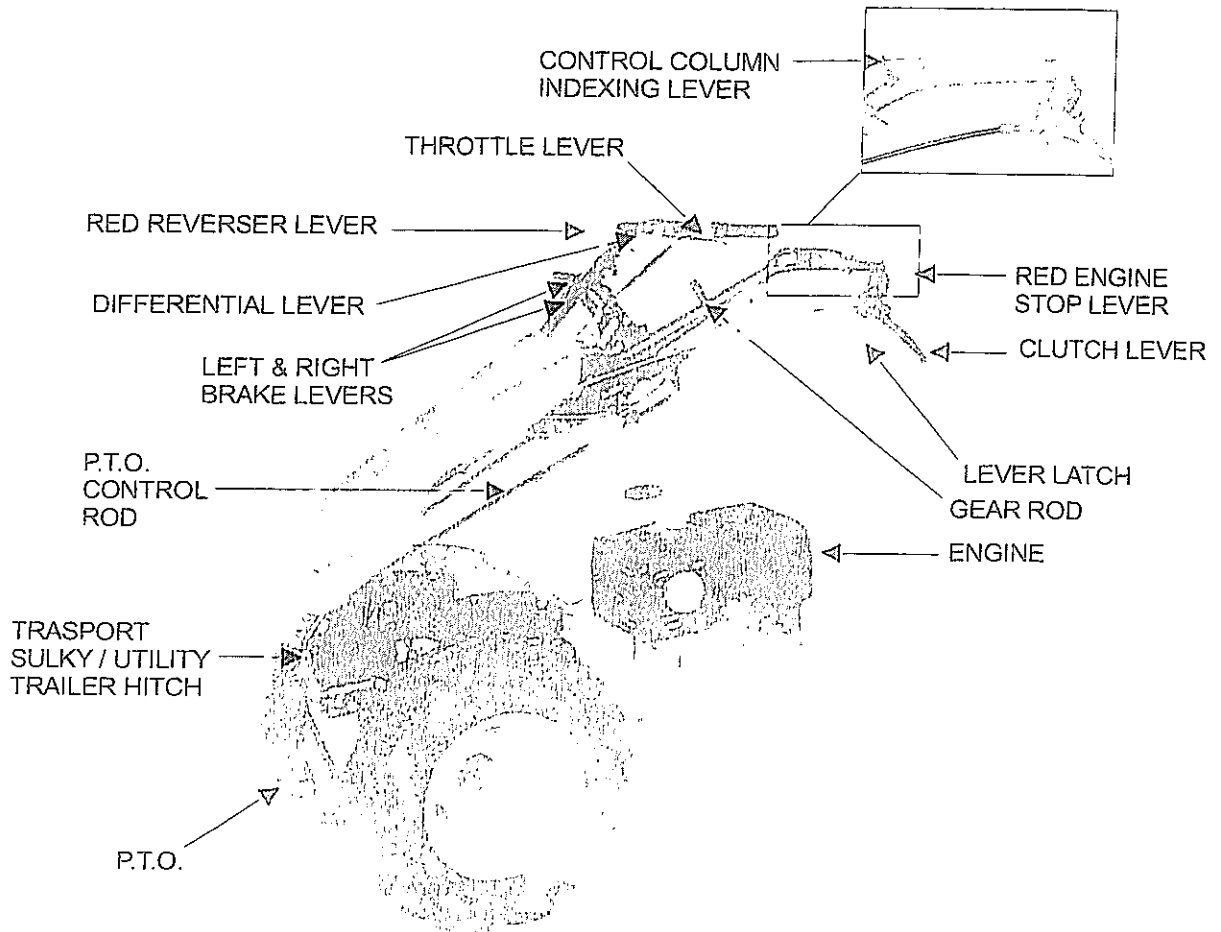 CONTROL COLUMN
INDEXING LEVER
THROTTLE LEVER
RED REVERSER LEVER
DIFFERENTIAL LEVER
RED ENGINE
STOP LEVER
LEFT & RIGHT
BRAKE LEVERS
CLUTCH LEVER
P.T.O.
CONTROL
ROD
LEVER LATCH
GEAR ROD
ENGINE
TRASPORT
SULKY / UTILITY
TRAILER HITCH
P.T.O.